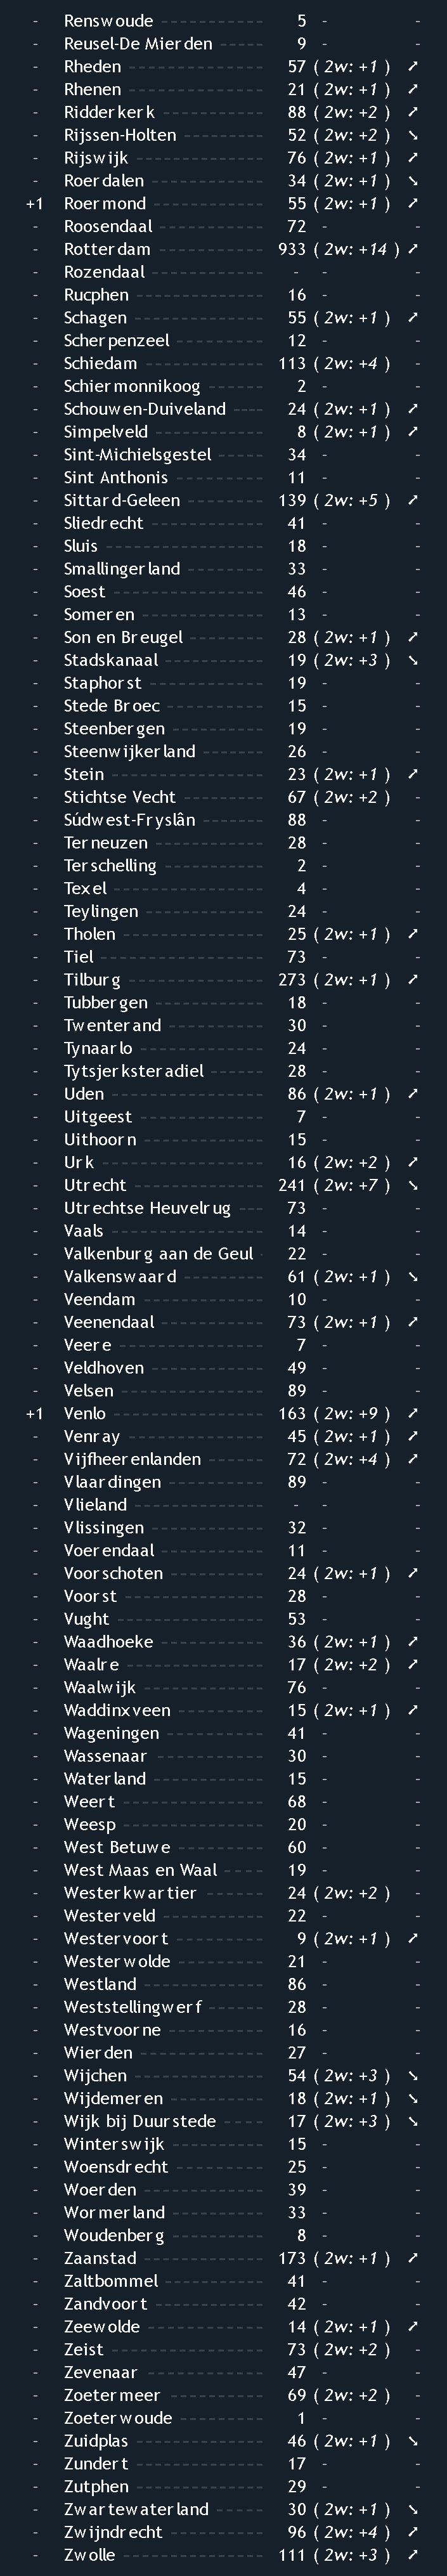 - Renswoude ------------ 5 - -
- Reusel-De Mierden ------ 9 - -
- Rheden --------------- 57 ( 2w: +1 ) ➚
- Rhenen --------------- 21 ( 2w: +1 ) ➚
- Ridderkerk ------------ 88 ( 2w: +2 ) ➚
- Rijssen-Holten ---------- 52 ( 2w: +2 ) ➘
- Rijswijk --------------- 76 ( 2w: +1 ) ➚
- Roerdalen ------------- 34 ( 2w: +1 ) ➘
+1 Roermond ------------- 55 ( 2w: +1 ) ➚
- Roosendaal ------------ 72 - -
- Rotterdam ------------- 933 ( 2w: +14 ) ➚
- Rozendaal ------------- - - -
- Rucphen -------------- 16 - -
- Schagen -------------- 55 ( 2w: +1 ) ➚
- Scherpenzeel ----------- 12 - -
- Schiedam ------------- 113 ( 2w: +4 ) -
- Schiermonnikoog -------- 2 - -
- Schouwen-Duiveland ---- 24 ( 2w: +1 ) ➚
- Simpelveld ------------ 8 ( 2w: +1 ) ➚
- Sint-Michielsgestel ------ 34 - -
- Sint Anthonis ----------- 11 - -
- Sittard-Geleen ---------- 139 ( 2w: +5 ) ➚
- Sliedrecht ------------- 41 - -
- Sluis ----------------- 18 - -
- Smallingerland ---------- 33 - -
- Soest ----------------- 46 - -
- Someren -------------- 13 - -
- Son en Breugel ---------- 28 ( 2w: +1 ) ➚
- Stadskanaal ------------ 19 ( 2w: +3 ) ➘
- Staphorst ------------- 19 - -
- Stede Broec ------------ 15 - -
- Steenbergen ----------- 19 - -
- Steenwijkerland -------- 26 - -
- Stein ----------------- 23 ( 2w: +1 ) ➚
- Stichtse Vecht ---------- 67 ( 2w: +2 ) -
- Súdwest-Fryslân -------- 88 - -
- Terneuzen ------------- 28 - -
- Terschelling ----------- 2 - -
- Texel ---------------- 4 - -
- Teylingen ------------- 24 - -
- Tholen --------------- 25 ( 2w: +1 ) ➚
- Tiel ------------------ 73 - -
- Tilburg --------------- 273 ( 2w: +1 ) ➚
- Tubbergen ------------ 18 - -
- Twenterand ----------- 30 - -
- Tynaarlo -------------- 24 - -
- Tytsjerksteradiel ------- 28 - -
- Uden ---------------- 86 ( 2w: +1 ) ➚
- Uitgeest -------------- 7 - -
- Uithoorn -------------- 15 - -
- Urk ------------------ 16 ( 2w: +2 ) ➚
- Utrecht --------------- 241 ( 2w: +7 ) ➘
- Utrechtse Heuvelrug --- 73 - -
- Vaals ----------------- 14 - -
- Valkenburg aan de Geul - 22 - -
- Valkenswaard ---------- 61 ( 2w: +1 ) ➘
- Veendam -------------- 10 - -
- Veenendaal ----------- 73 ( 2w: +1 ) ➚
- Veere ---------------- 7 - -
- Veldhoven ------------ 49 - -
- Velsen --------------- 89 - -
+1 Venlo ---------------- 163 ( 2w: +9 ) ➚
- Venray --------------- 45 ( 2w: +1 ) ➚
- Vijfheerenlanden ------- 72 ( 2w: +4 ) ➚
- Vlaardingen ----------- 89 - -
- Vlieland -------------- - - -
- Vlissingen ------------- 32 - -
- Voerendaal ------------ 11 - -
- Voorschoten ----------- 24 ( 2w: +1 ) ➚
- Voorst ---------------- 28 - -
- Vught ---------------- 53 - -
- Waadhoeke ----------- 36 ( 2w: +1 ) ➚
- Waalre --------------- 17 ( 2w: +2 ) ➚
- Waalwijk ------------- 76 - -
- Waddinxveen ---------- 15 ( 2w: +1 ) ➚
- Wageningen ----------- 41 - -
- Wassenaar ------------ 30 - -
- Waterland ------------ 15 - -
- Weert ---------------- 68 - -
- Weesp ---------------- 20 - -
- West Betuwe ---------- 60 - -
- West Maas en Waal ---- 19 - -
- Westerkwartier -------- 24 ( 2w: +2 ) -
- Westerveld ----------- 22 - -
- Westervoort ---------- 9 ( 2w: +1 ) ➚
- Westerwolde ---------- 21 - -
- Westland ------------- 86 - -
- Weststellingwerf ------- 28 - -
- Westvoorne ----------- 16 - -
- Wierden -------------- 27 - -
- Wijchen -------------- 54 ( 2w: +3 ) ➘
- Wijdemeren ----------- 18 ( 2w: +1 ) ➘
- Wijk bij Duurstede ----- 17 ( 2w: +3 ) ➘
- Winterswijk ----------- 15 - -
- Woensdrecht ---------- 25 - -
- Woerden ------------- 39 - -
- Wormerland ---------- 33 - -
- Woudenberg ---------- 8 - -
- Zaanstad ------------- 173 ( 2w: +1 ) ➚
- Zaltbommel ----------- 41 - -
- Zandvoort ------------ 42 - -
- Zeewolde ------------- 14 ( 2w: +1 ) ➚
- Zeist ----------------- 73 ( 2w: +2 ) -
- Zevenaar ------------- 47 - -
- Zoetermeer ----------- 69 ( 2w: +2 ) -
- Zoeterwoude ---------- 1 - -
- Zuidplas -------------- 46 ( 2w: +1 ) ➘
- Zundert -------------- 17 - -
- Zutphen -------------- 29 - -
- Zwartewaterland ------ 30 ( 2w: +1 ) ➘
- Zwijndrecht ----------- 96 ( 2w: +4 ) ➚
- Zwolle --------------- 111 ( 2w: +3 ) ➚